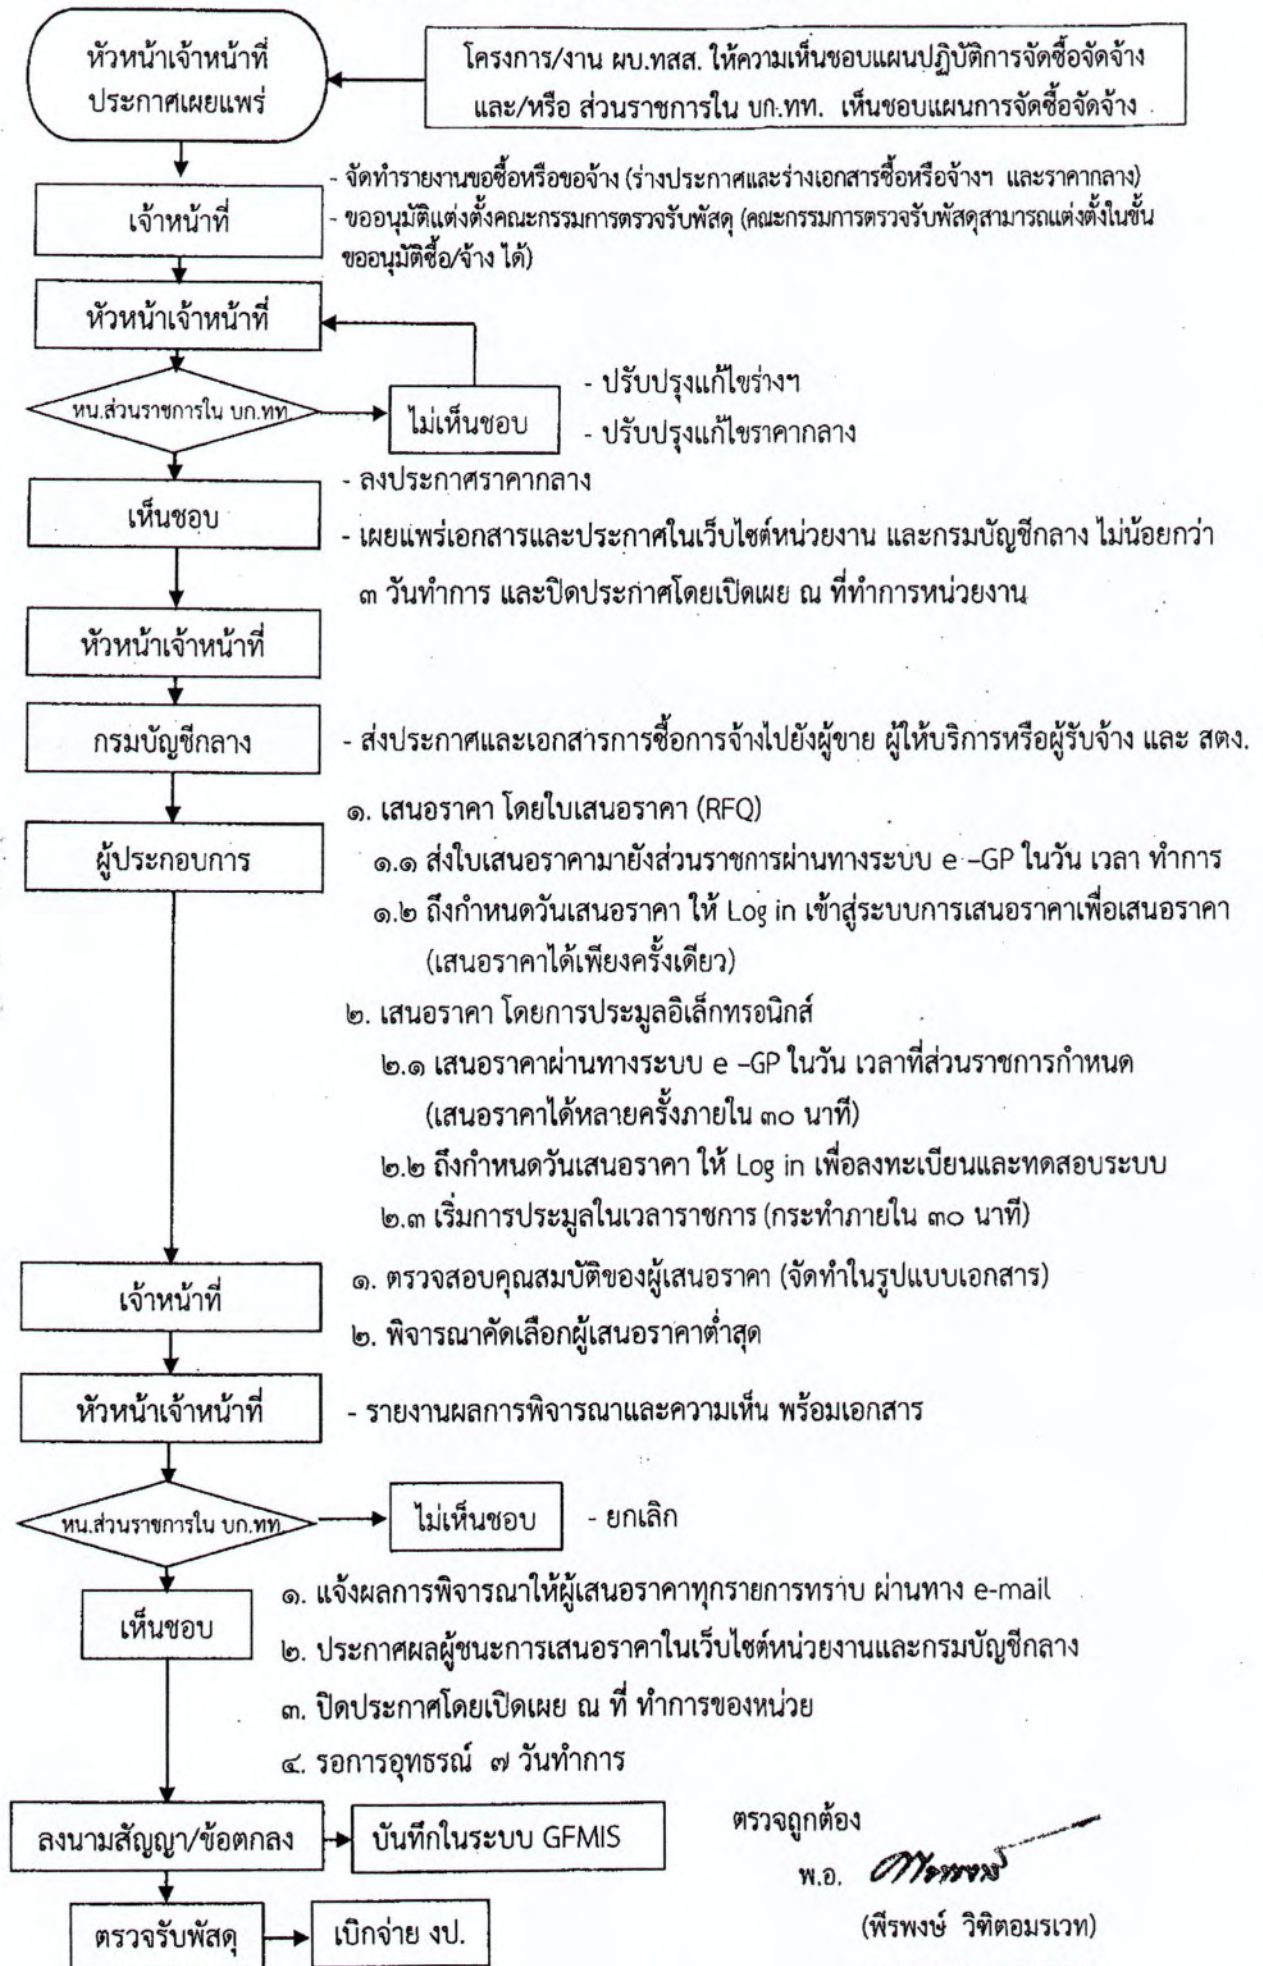 หัวหน้าเจ้าหน้าที่
ประกาศเผยแพร่
โครงการ/งาน ผบ.ทสส. ให้ความเห็นชอบแผนปฏิบัติการจัดซื้อจัดจ้าง
และ/หรือ ส่วนราชการใน บก.ทท. เห็นชอบแผนการจัดซื้อจัดจ้าง
เจ้าหน้าที่
- จัดทำรายงานขอซื้อหรือขอจ้าง (ร่างประกาศและร่างเอกสารซื้อหรือจ้างฯ และราคากลาง)
- ขออนุมัติแต่งตั้งคณะกรรมการตรวจรับพัสดุ (คณะกรรมการตรวจรับพัสดุสามารถแต่งตั้งในขั้น
ขออนุมัติซื้อ/จ้าง ได้)
หัวหน้าเจ้าหน้าที่
หน.ส่วนราชการใน บก.ทท.
ไม่เห็นชอบ
- ปรับปรุงแก้ไขร่างฯ
- ปรับปรุงแก้ไขราคากลาง
เห็นชอบ
- ลงประกาศราคากลาง
- เผยแพร่เอกสารและประกาศในเว็บไซต์หน่วยงาน และกรมบัญชีกลาง ไม่น้อยกว่า
๓ วันทำการ และปิดประกาศโดยเปิดเผย ณ ที่ทำการหน่วยงาน
หัวหน้าเจ้าหน้าที่
กรมบัญชีกลาง
- ส่งประกาศและเอกสารการซื้อการจ้างไปยังผู้ขาย ผู้ให้บริการหรือผู้รับจ้าง และ สตง.
ผู้ประกอบการ
๑. เสนอราคา โดยใบเสนอราคา (RFQ)
๑.๑ ส่งใบเสนอราคามายังส่วนราชการผ่านทางระบบ e –GP ในวัน เวลา ทำการ
๑.๒ ถึงกำหนดวันเสนอราคา ให้ Log in เข้าสู่ระบบการเสนอราคาเพื่อเสนอราคา
(เสนอราคาได้เพียงครั้งเดียว)
๒. เสนอราคา โดยการประมูลอิเล็กทรอนิกส์
๒.๑ เสนอราคาผ่านทางระบบ e –GP ในวัน เวลาที่ส่วนราชการกำหนด
(เสนอราคาได้หลายครั้งภายใน ๓๐ นาที)
๒.๒ ถึงกำหนดวันเสนอราคา ให้ Log in เพื่อลงทะเบียนและทดสอบระบบ
๒.๓ เริ่มการประมูลในเวลาราชการ (กระทำภายใน ๓๐ นาที)
เจ้าหน้าที่
๑. ตรวจสอบคุณสมบัติของผู้เสนอราคา (จัดทำในรูปแบบเอกสาร)
๒. พิจารณาคัดเลือกผู้เสนอราคาต่ำสุด
หัวหน้าเจ้าหน้าที่
- รายงานผลการพิจารณาและความเห็น พร้อมเอกสาร
หน.ส่วนราชการใน บก.ทท.
ไม่เห็นชอบ
- ยกเลิก
เห็นชอบ
๑. แจ้งผลการพิจารณาให้ผู้เสนอราคาทุกรายการทราบ ผ่านทาง e-mail
๒. ประกาศผลผู้ชนะการเสนอราคาในเว็บไซต์หน่วยงานและกรมบัญชีกลาง
๓. ปิดประกาศโดยเปิดเผย ณ ที่ ทำการของหน่วย
๔. รอการอุทธรณ์ ๗ วันทำการ
ลงนามสัญญา/ข้อตกลง
บันทึกในระบบ GFMIS
ตรวจรับพัสดุ
เบิกจ่าย งป.
ตรวจถูกต้อง
พ.อ.
(พีรพงษ์ วิฑิตอมรเวท)